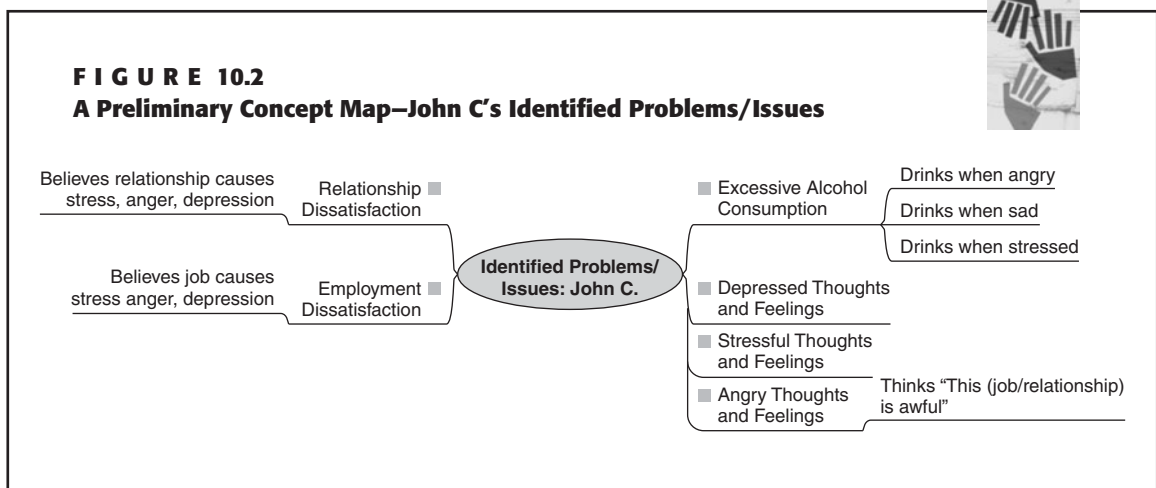 FIGURE 10.2
A Preliminary Concept Map—John C's Identified Problems/Issues
Believes relationship causes
stress, anger, depression
Relationship
Dissatisfaction
Believes job causes
stress anger, depression
Employment
Dissatisfaction
Identified Problems/
Issues: John C.
Excessive Alcohol
Consumption
Drinks when angry
Drinks when sad
Drinks when stressed
Depressed Thoughts
and Feelings
Stressful Thoughts
and Feelings
Angry Thoughts
and Feelings
Thinks “This (job/relationship)
is awful”